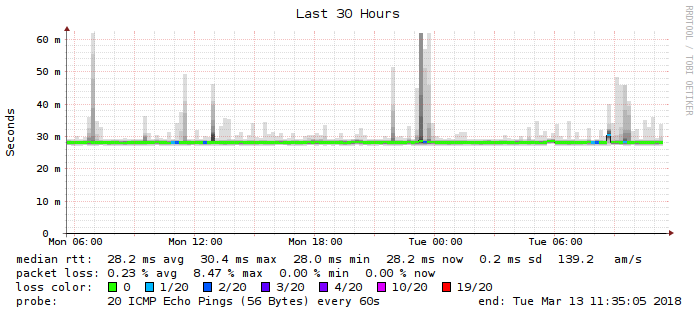 Last 30 Hours
RRDTOOL / TOBI OETIKER
Seconds
60 m
50 m
40 m
30 m
20 m
10 m
0
Mon 06:00 Mon 12:00 Mon 18:00 Tue 00:00 Tue 06:00
median rtt: 28.2 ms avg 30.4 ms max 28.0 ms min 28.2 ms now 0.2 ms sd 139.2 am/s
packet loss: 0.23 % avg 8.47 % max 0.00 % min 0.00 % now
loss color: 0 1/20 2/20 3/20 4/20 10/20 19/20
probe: 20 ICMP Echo Pings (56 Bytes) every 60s end: Tue Mar 13 11:35:05 2018